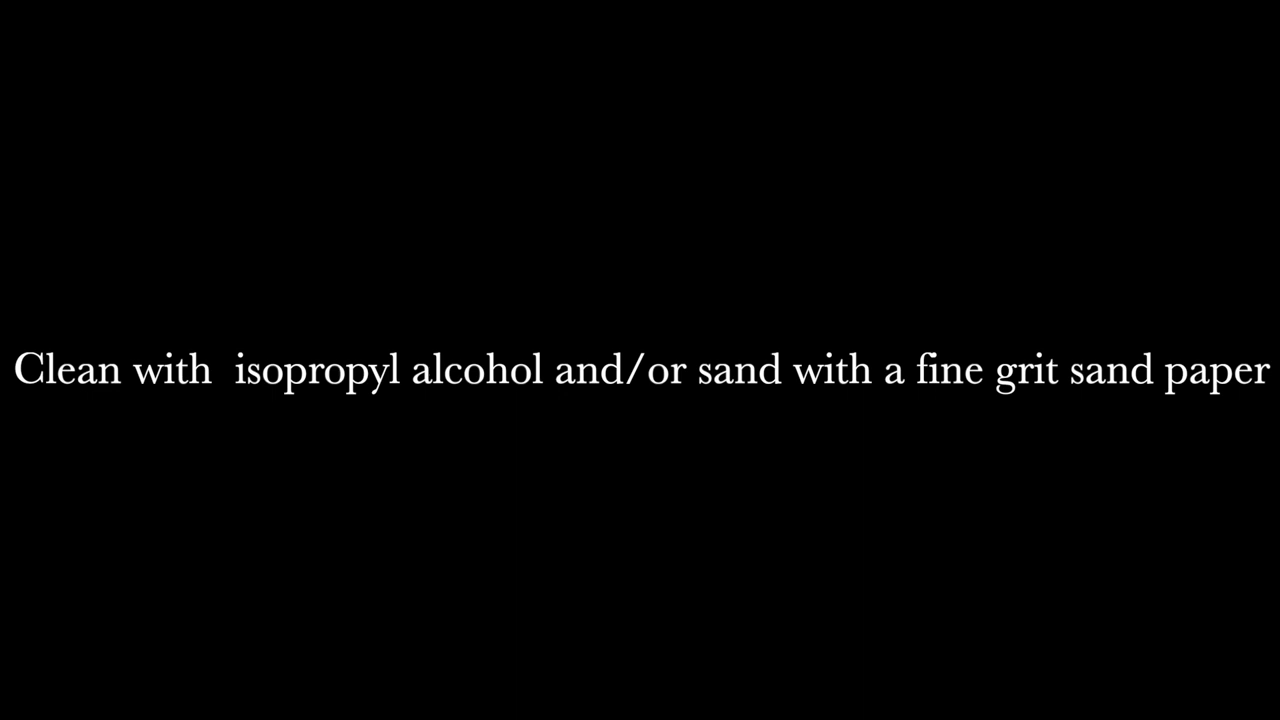 Clean with  isopropyl alcohol and/or sand with a fine grit sand paper